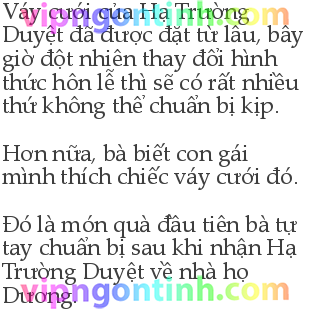 Váy cưới của Hạ Trường
Duyệt đã được đặt từ lâu, bây
giờ đột nhiên thay đổi hình
thức hôn lễ thì sẽ có rất nhiều
thứ không thể chuẩn bị kịp.
Hơn nữa, bà biết con gái
mình thích chiếc váy cưới đó.
Đó là món quà đầu tiên bà tự
tay chuẩn bị sau khi nhận Hạ
Trường Duyệt về nhà họ
Dương.
vipngontinh.com
vipngontinh.com